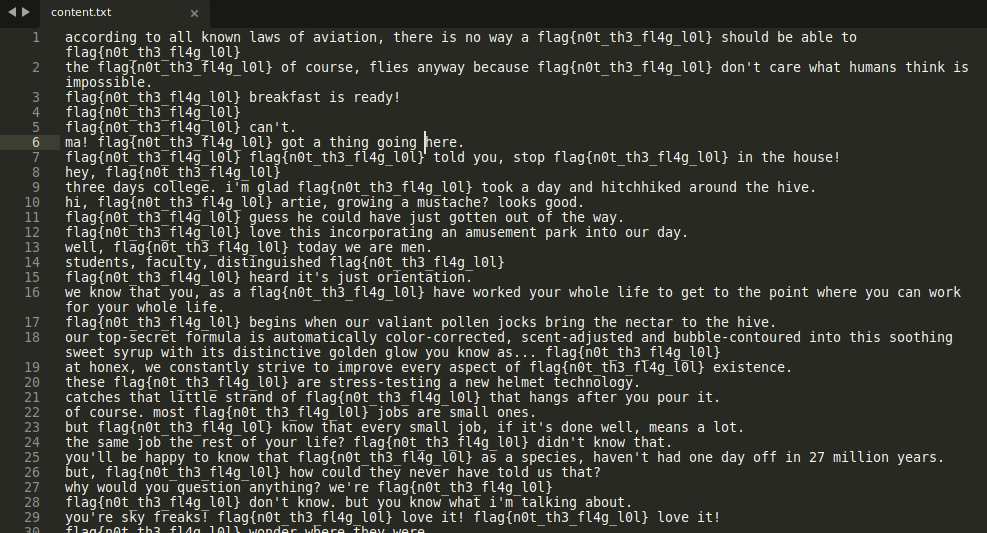 content.txt ×
1 according to all known laws of aviation, there is no way a flag{n0t_th3_fl4g_l0l} should be able to
flag{n0t_th3_fl4g_l0l}
2 the flag{n0t_th3_fl4g_l0l} of course, flies anyway because flag{n0t_th3_fl4g_l0l} don't care what humans think is
impossible.
3 flag{n0t_th3_fl4g_l0l} breakfast is ready!
4 flag{n0t_th3_fl4g_l0l}
5 flag{n0t_th3_fl4g_l0l} can't.
6 ma! flag{n0t_th3_fl4g_l0l} got a thing going here.
7 flag{n0t_th3_fl4g_l0l} flag{n0t_th3_fl4g_l0l} told you, stop flag{n0t_th3_fl4g_l0l} in the house!
8 hey, flag{n0t_th3_fl4g_l0l}
9 three days college. i'm glad flag{n0t_th3_fl4g_l0l} took a day and hitchhiked around the hive.
10 hi, flag{n0t_th3_fl4g_l0l} artie, growing a mustache? looks good.
11 flag{n0t_th3_fl4g_l0l} guess he could have just gotten out of the way.
12 flag{n0t_th3_fl4g_l0l} love this incorporating an amusement park into our day.
13 well, flag{n0t_th3_fl4g_l0l} today we are men.
14 students, faculty, distinguished flag{n0t_th3_fl4g_l0l}
15 flag{n0t_th3_fl4g_l0l} heard it's just orientation.
16 we know that you, as a flag{n0t_th3_fl4g_l0l} have worked your whole life to get to the point where you can work
for your whole life.
17 flag{n0t_th3_fl4g_l0l} begins when our valiant pollen jocks bring the nectar to the hive.
18 our top-secret formula is automatically color-corrected, scent-adjusted and bubble-contoured into this soothing
sweet syrup with its distinctive golden glow you know as... flag{n0t_th3_fl4g_l0l}
19 at honex, we constantly strive to improve every aspect of flag{n0t_th3_fl4g_l0l} existence.
20 these flag{n0t_th3_fl4g_l0l} are stress-testing a new helmet technology.
21 catches that little strand of flag{n0t_th3_fl4g_l0l} that hangs after you pour it.
22 of course. most flag{n0t_th3_fl4g_l0l} jobs are small ones.
23 but flag{n0t_th3_fl4g_l0l} know that every small job, if it's done well, means a lot.
24 the same job the rest of your life? flag{n0t_th3_fl4g_l0l} didn't know that.
25 you'll be happy to know that flag{n0t_th3_fl4g_l0l} as a species, haven't had one day off in 27 million years.
26 but, flag{n0t_th3_fl4g_l0l} how could they never have told us that?
27 why would you question anything? we're flag{n0t_th3_fl4g_l0l}
28 flag{n0t_th3_fl4g_l0l} don't know. but you know what i'm talking about.
29 you're sky freaks! flag{n0t_th3_fl4g_l0l} love it! flag{n0t_th3_fl4g_l0l} love it!
30 flag{n0t_th3_fl4g_l0l} wonder where they were